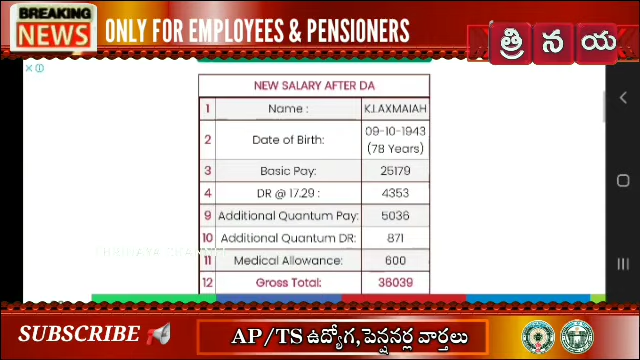 BREAKING
NEWS
ONLY FOR EMPLOYEES & PENSIONERS
త్రి న య
NEW SALARY AFTER DA
1 Name : K.LAXMAIAH
2 Date of Birth: 09-10-1943
(78 Years)
3 Basic Pay: 25179
4 DR @ 17.29 : 4353
9 Additional Quantum Pay: 5036
10 Additional Quantum DR: 871
11 Medical Allowance: 600
12 Gross Total: 36039
SUBSCRIBE
AP/TS ఉద్యోగ,పెన్షనర్ల వార్తలు